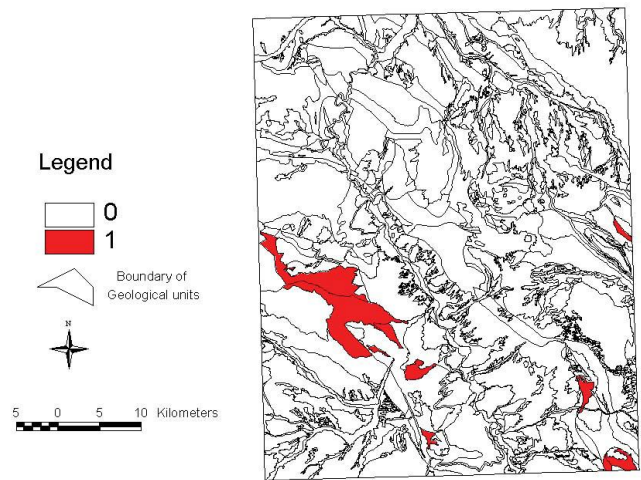 Legend
0
1
Boundary of
Geological units
N
5 0 5 10 Kilometers